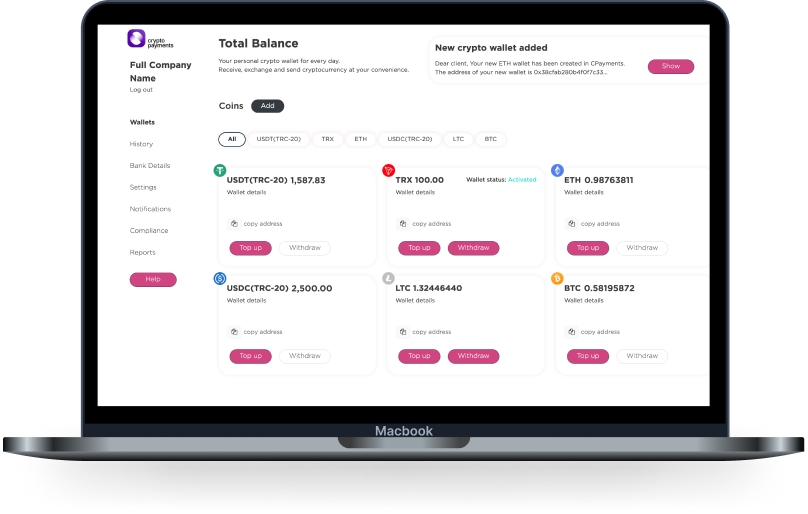 crypto
payments
Full Company
Name
Log out
Wallets
History
Bank Details
Settings
Notifications
Compliance
Reports
Help
Total Balance
Your personal crypto wallet for every day.
Receive, exchange and send cryptocurrency at your convenience.
New crypto wallet added
Dear client, Your new ETH wallet has been created in CPayments.
The address of your new wallet is 0x38cfab280b4f0f7c33...
Show
Coins Add
All USDT(TRC-20) TRX ETH USDC(TRC-20) LTC BTC
USDT(TRC-20) 1,587.83
Wallet details
copy address
Top up Withdraw
TRX 100.00 Wallet status: Activated
Wallet details
copy address
Top up Withdraw
ETH 0.98763811
Wallet details
copy address
Top up Withdraw
USDC(TRC-20) 2,500.00
Wallet details
copy address
Top up Withdraw
LTC 1.32446440
Wallet details
copy address
Top up Withdraw
BTC 0.58195872
Wallet details
copy address
Top up Withdraw
Macbook